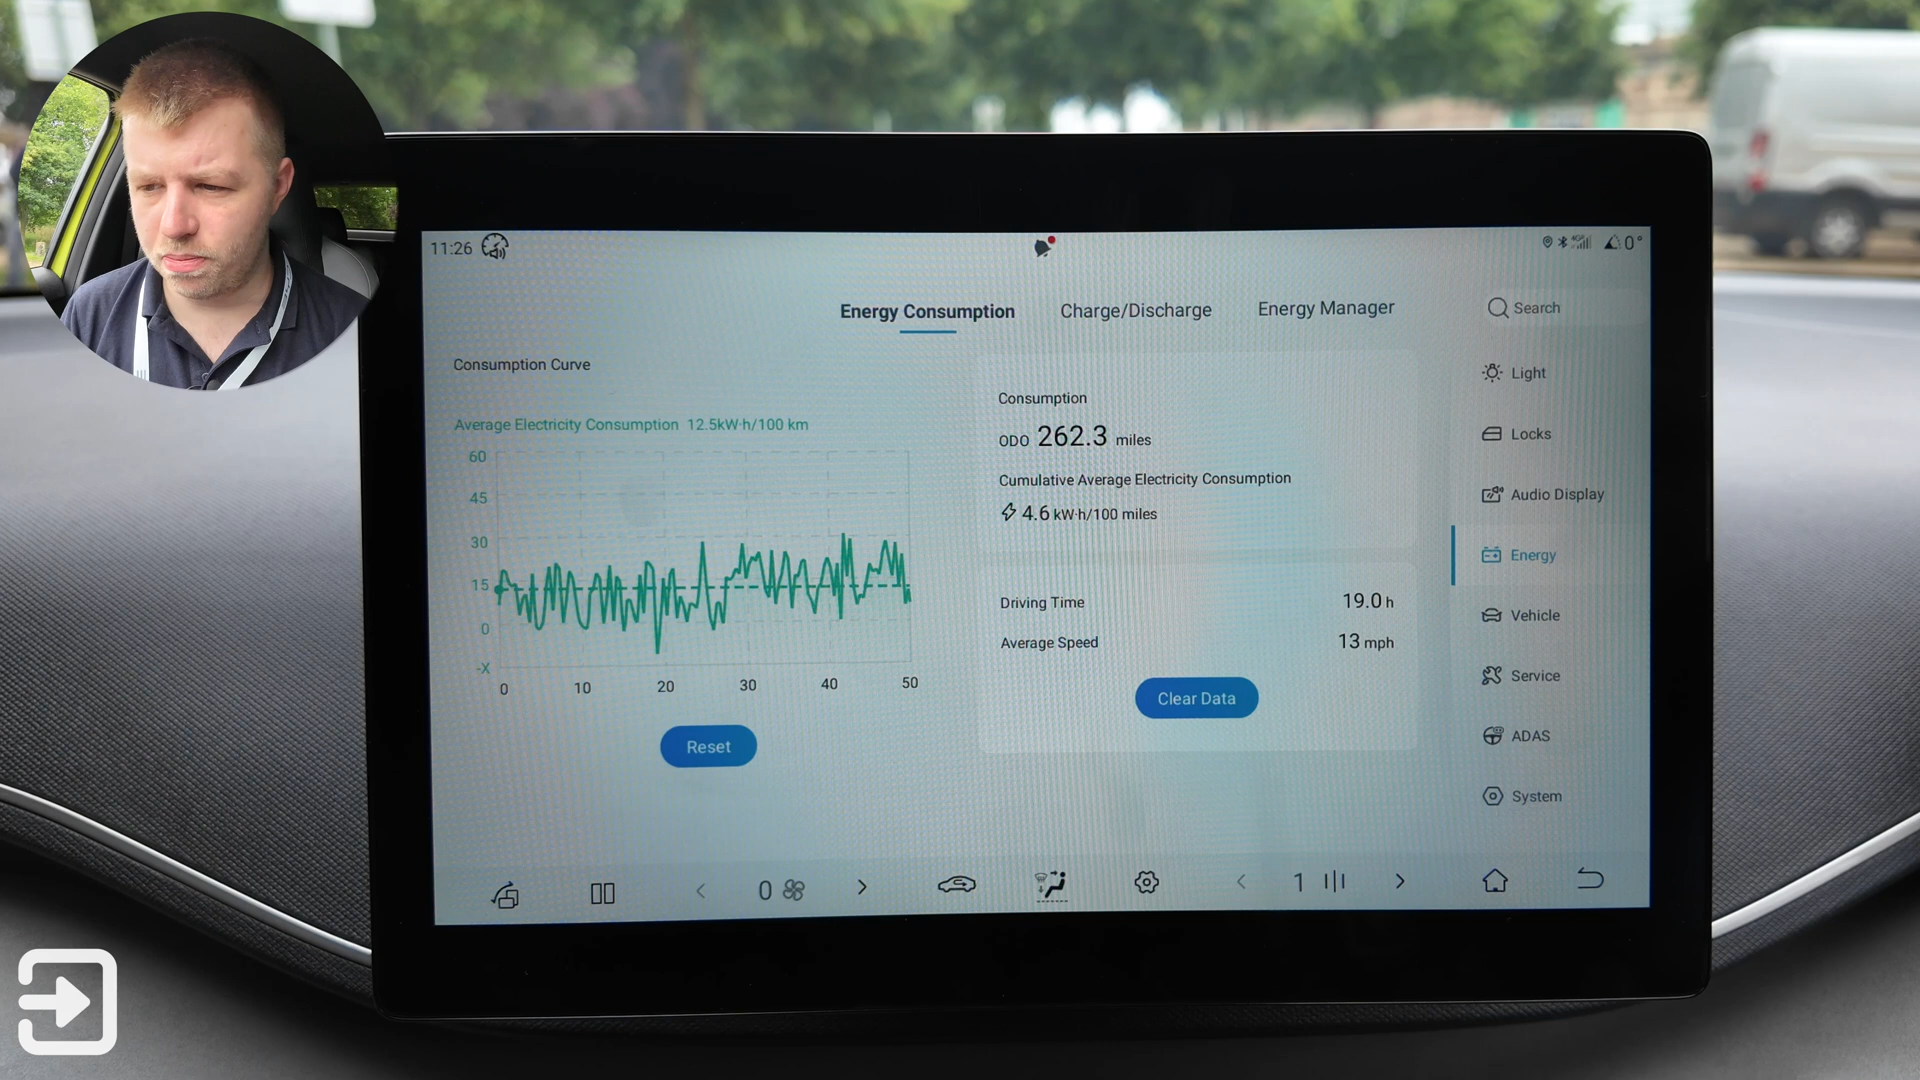 11:26
0°
Energy Consumption Charge/Discharge Energy Manager
Search
Consumption Curve
Average Electricity Consumption 12.5kW·h/100 km
60
45
30
15
0
-X
0 10 20 30 40 50
Reset
Consumption
ODO 262.3 miles
Cumulative Average Electricity Consumption
4.6 kW·h/100 miles
Driving Time 19.0 h
Average Speed 13 mph
Clear Data
Light
Locks
Audio Display
Energy
Vehicle
Service
ADAS
System
0
1